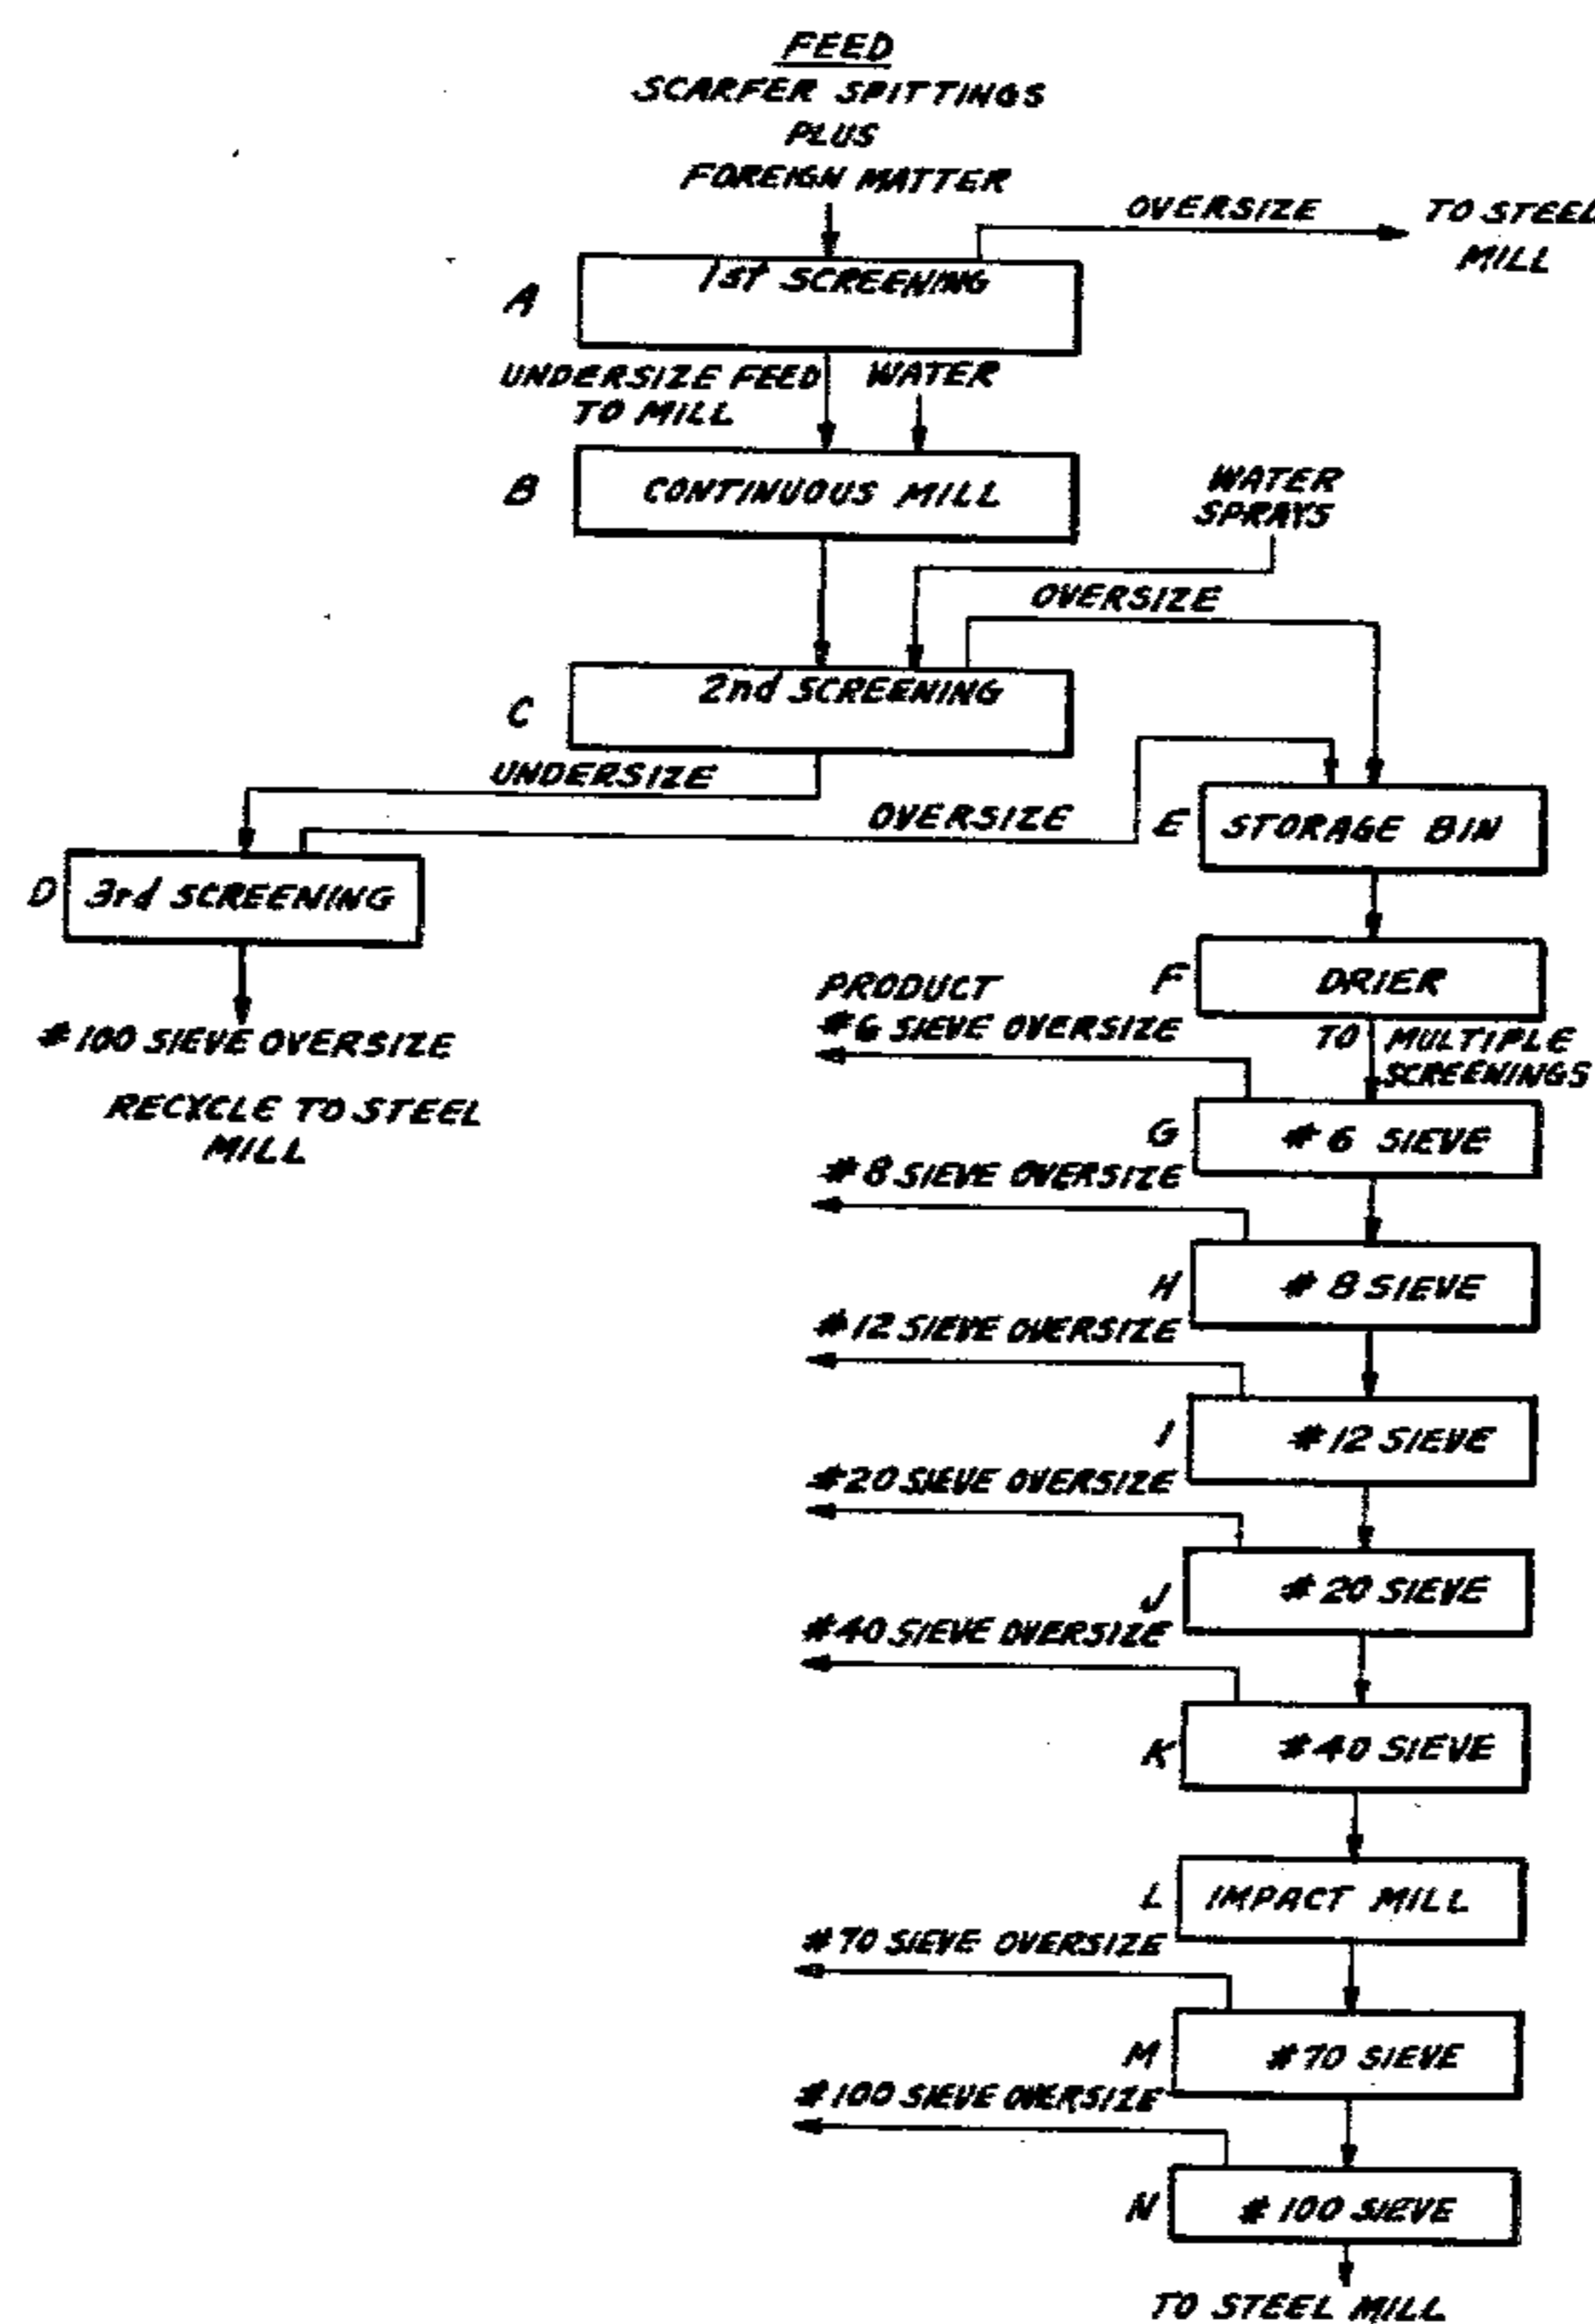 FEED
SCARFER SPITTINGS
PLUS
FOREIGN MATTER
OVERSIZE
TO STEEL
MILL
A
1st SCREENING
UNDERSIZE FEED
TO MILL
WATER
B
CONTINUOUS MILL
WATER
SPRAYS
OVERSIZE
C
2nd SCREENING
UNDERSIZE
OVERSIZE
E
STORAGE BIN
D
3rd SCREENING
F
DRIER
PRODUCT
#6 SIEVE OVERSIZE
TO MULTIPLE
SCREENINGS
#100 SIEVE OVERSIZE
RECYCLE TO STEEL
MILL
G
#6 SIEVE
#8 SIEVE OVERSIZE
H
#8 SIEVE
#12 SIEVE OVERSIZE
I
#12 SIEVE
#20 SIEVE OVERSIZE
J
#20 SIEVE
#40 SIEVE OVERSIZE
K
#40 SIEVE
L
IMPACT MILL
#70 SIEVE OVERSIZE
M
#70 SIEVE
#100 SIEVE OVERSIZE
N
#100 SIEVE
TO STEEL MILL